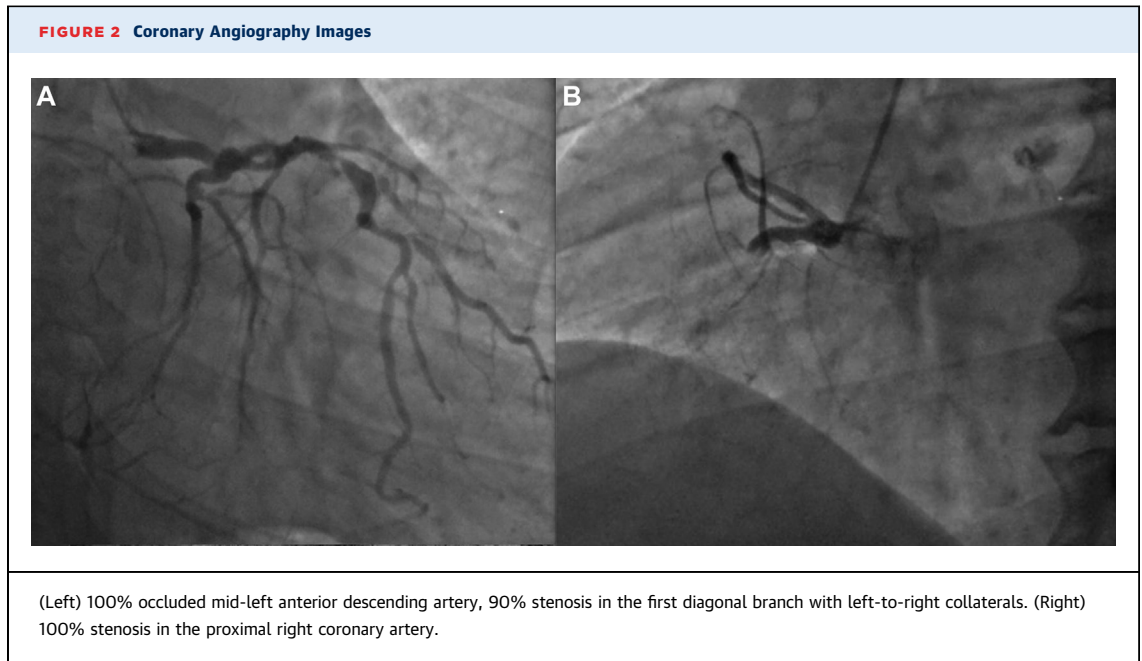 FIGURE 2 Coronary Angiography Images
A
B
(Left) 100% occluded mid-left anterior descending artery, 90% stenosis in the first diagonal branch with left-to-right collaterals. (Right)
100% stenosis in the proximal right coronary artery.